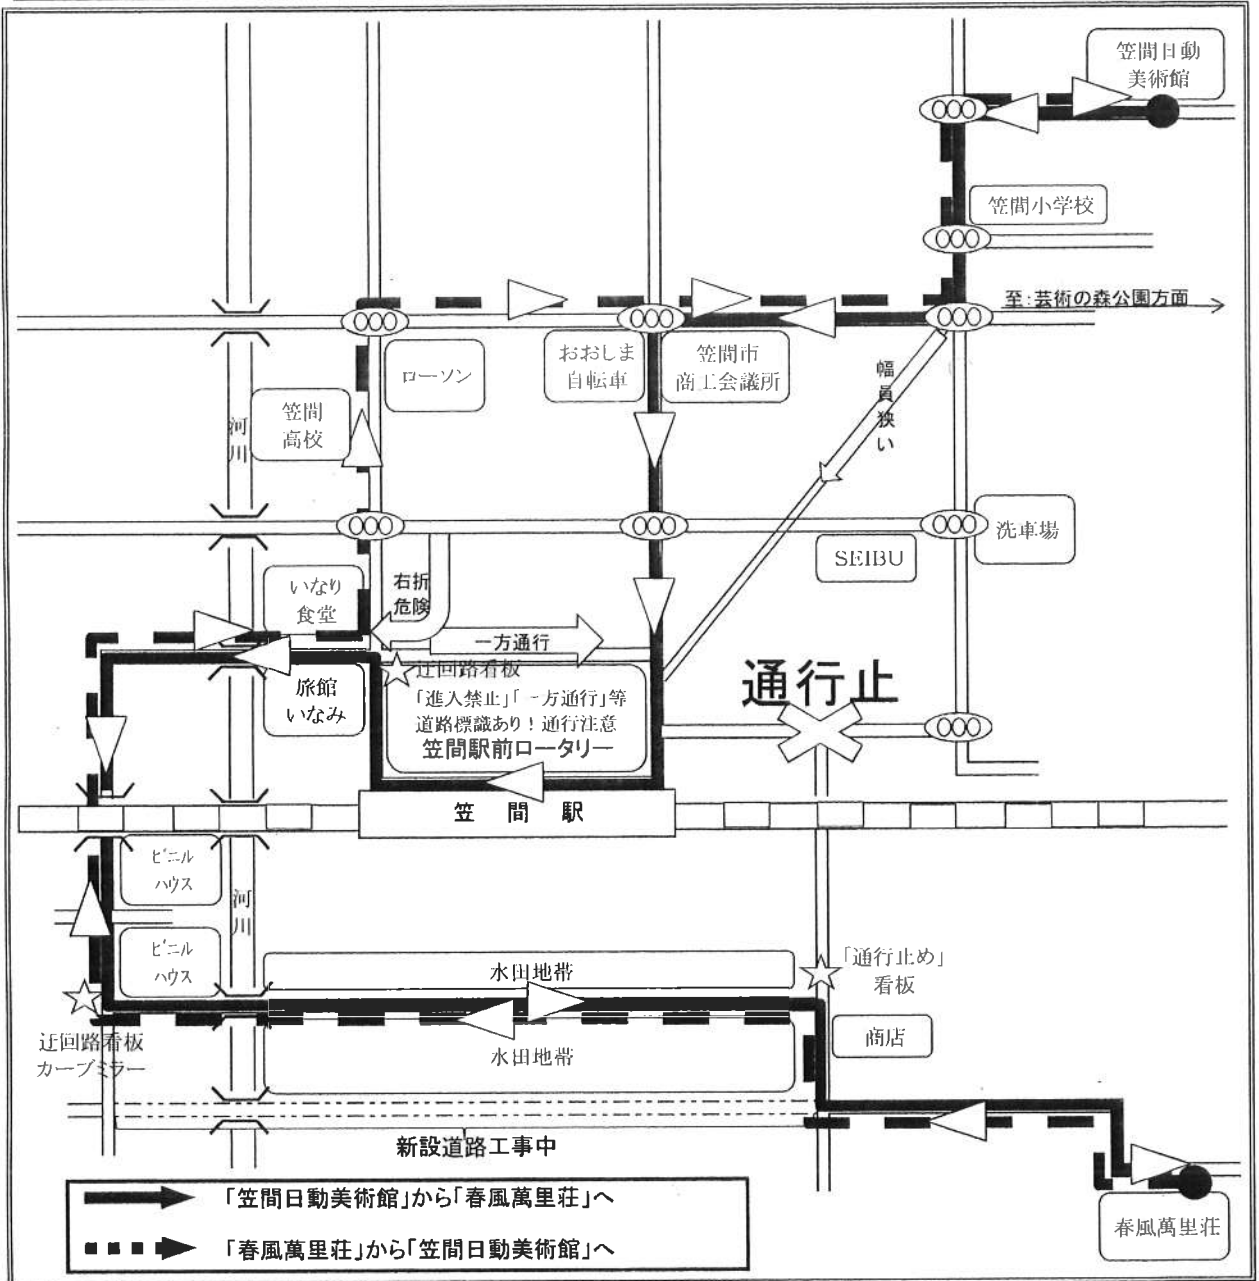 笠間日動
美術館
笠間小学校
至:芸術の森公園方面
おおしま
自転車
笠間市
商工会議所
ローソン
幅員狭い
笠間
高校
河川
洗車場
SEIBU
いなり
食堂
右折
危険
一方通行
迂回路看板
「進入禁止」「一方通行」等
道路標識あり！通行注意
笠間駅前ロータリー
旅館
いなみ
通行止
笠間駅
ビニル
ハウス
河川
ビニル
ハウス
水田地帯
「通行止め」
看板
迂回路看板
カーブミラー
水田地帯
商店
新設道路工事中
「笠間日動美術館」から「春風萬里荘」へ
「春風萬里荘」から「笠間日動美術館」へ
春風萬里荘